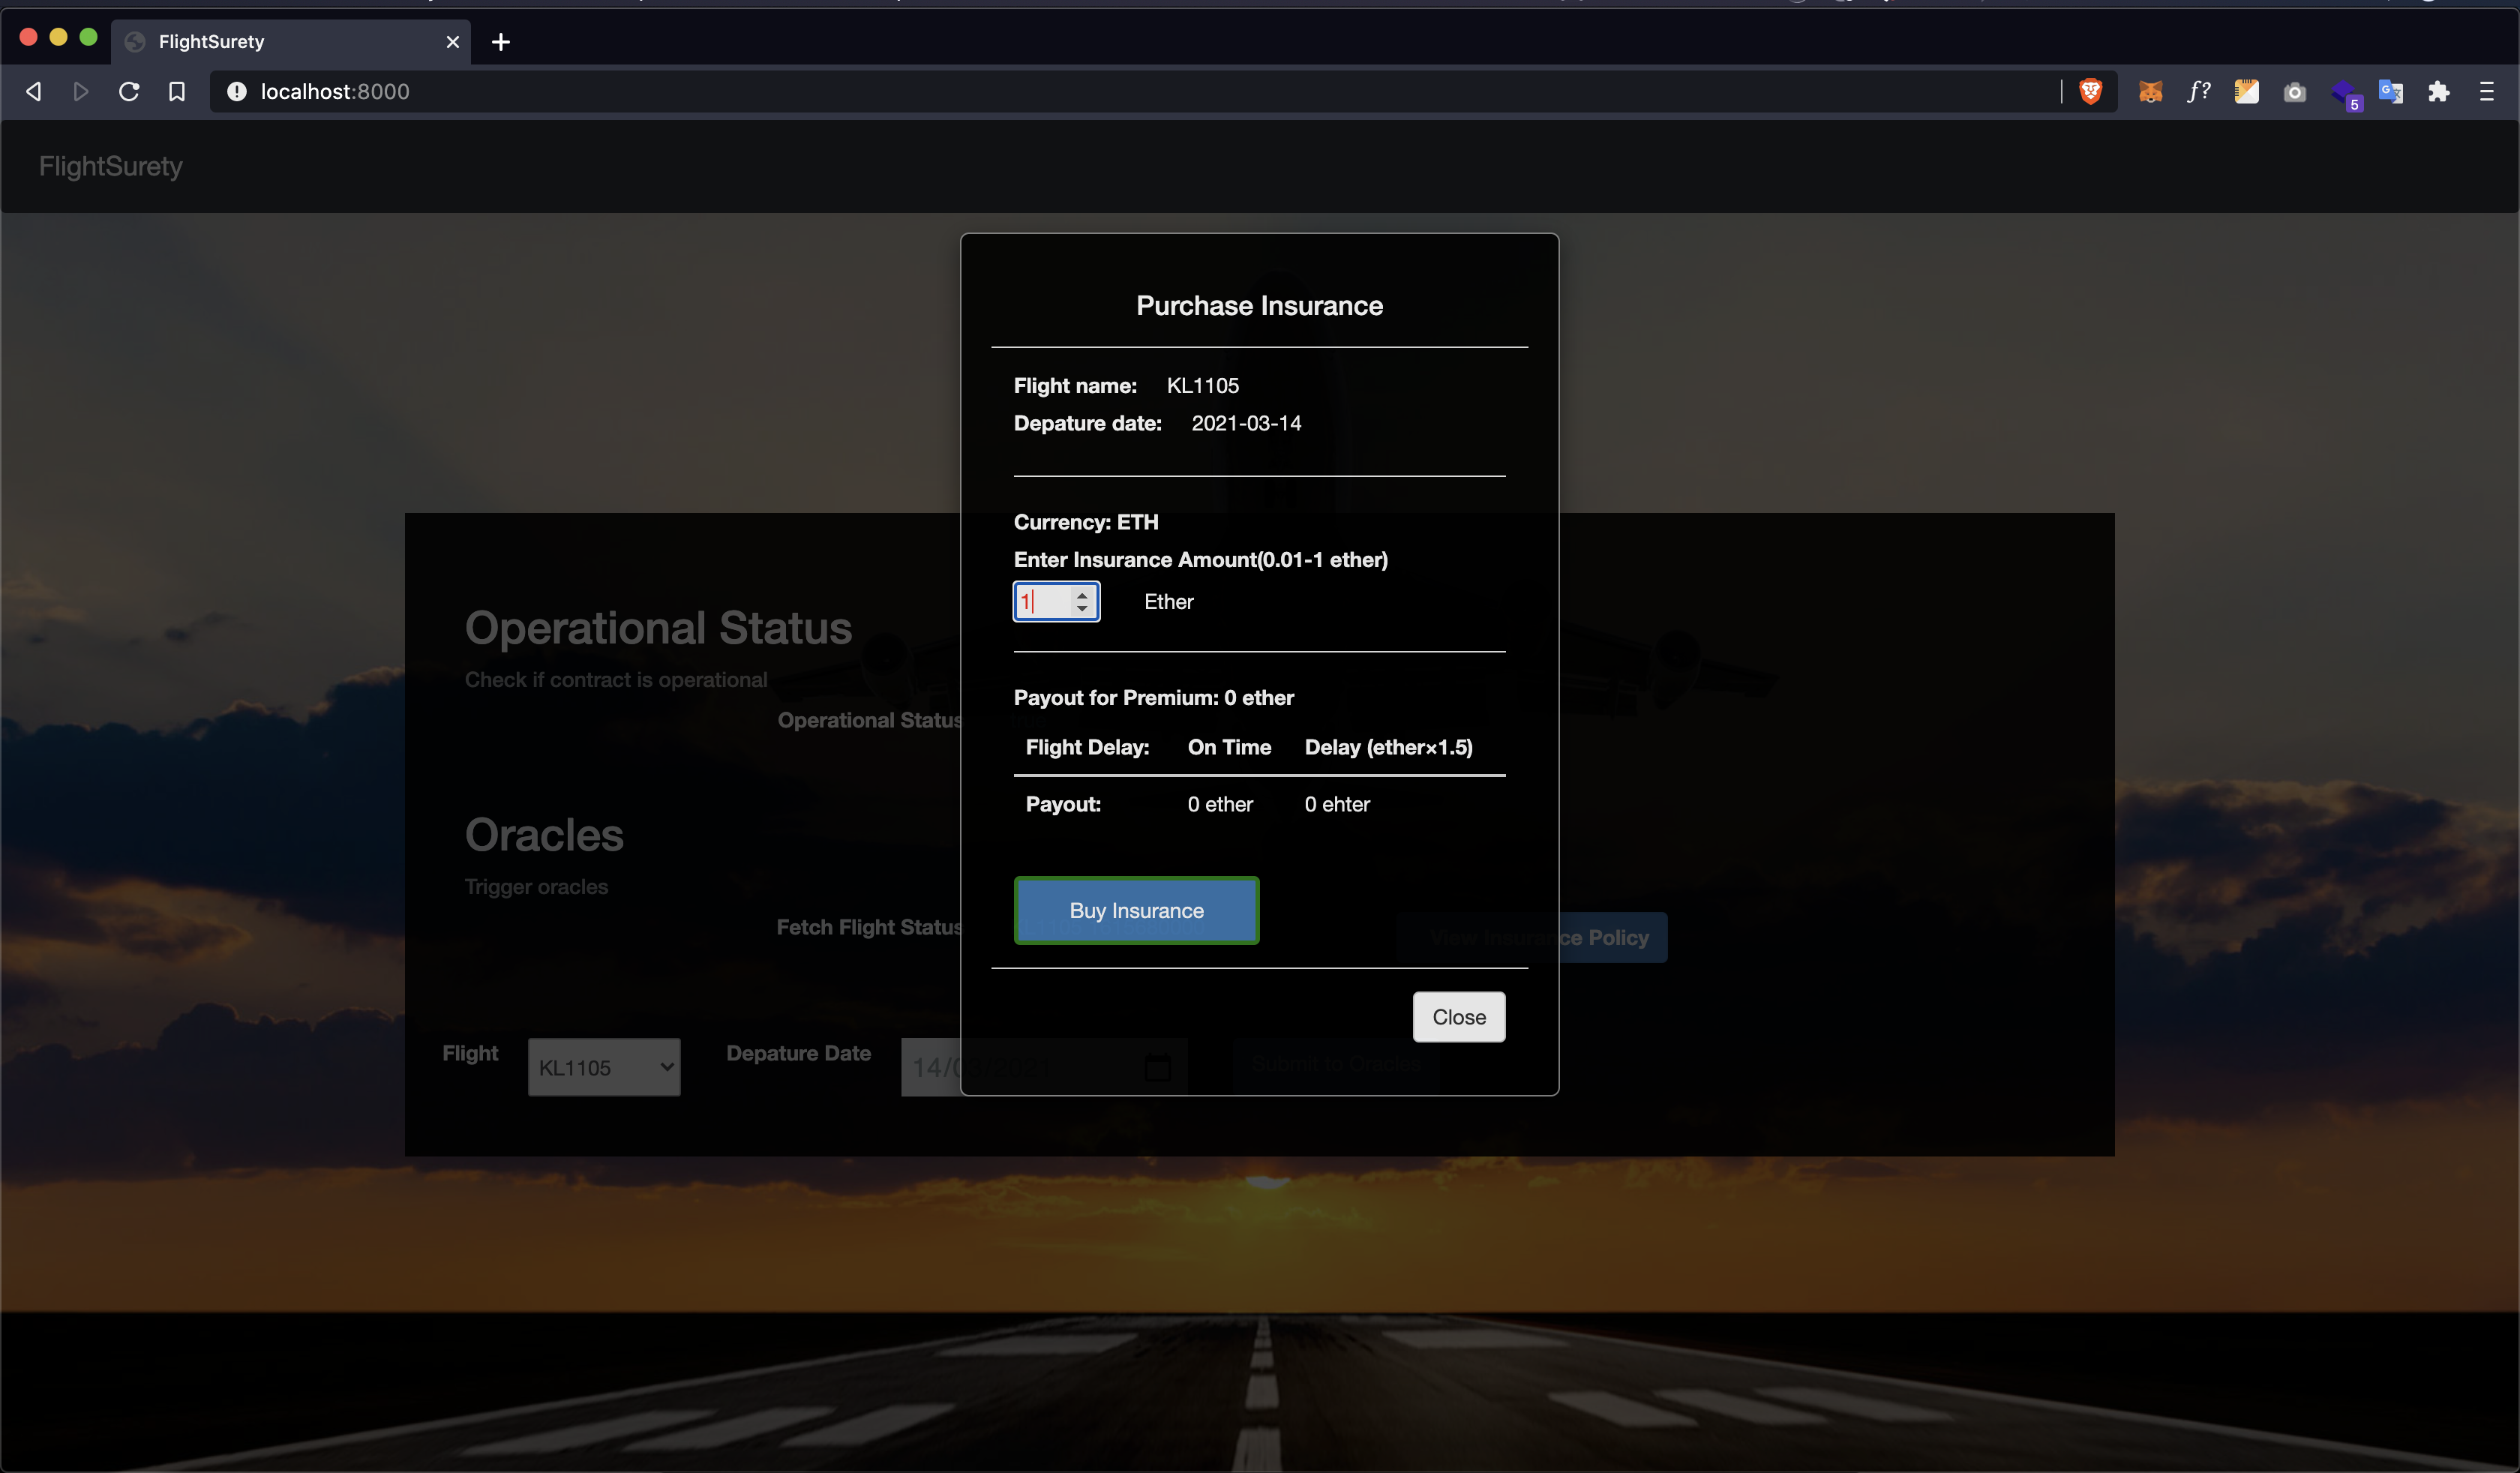 FlightSurety
localhost:8000
f?
5
FlightSurety
Purchase Insurance
Flight name: KL1105
Depature date: 2021-03-14
Currency: ETH
Enter Insurance Amount(0.01-1 ether)
1 Ether
Payout for Premium: 0 ether
Flight Delay: On Time Delay (ether×1.5)
Payout: 0 ether 0 ehter
Buy Insurance
Close
Operational Status
Check if contract is operational
Operational Status
Oracles
Trigger oracles
Fetch Flight Status
View Insurance Policy
Flight KL1105 Depature Date 14/0
Submit to Oracles